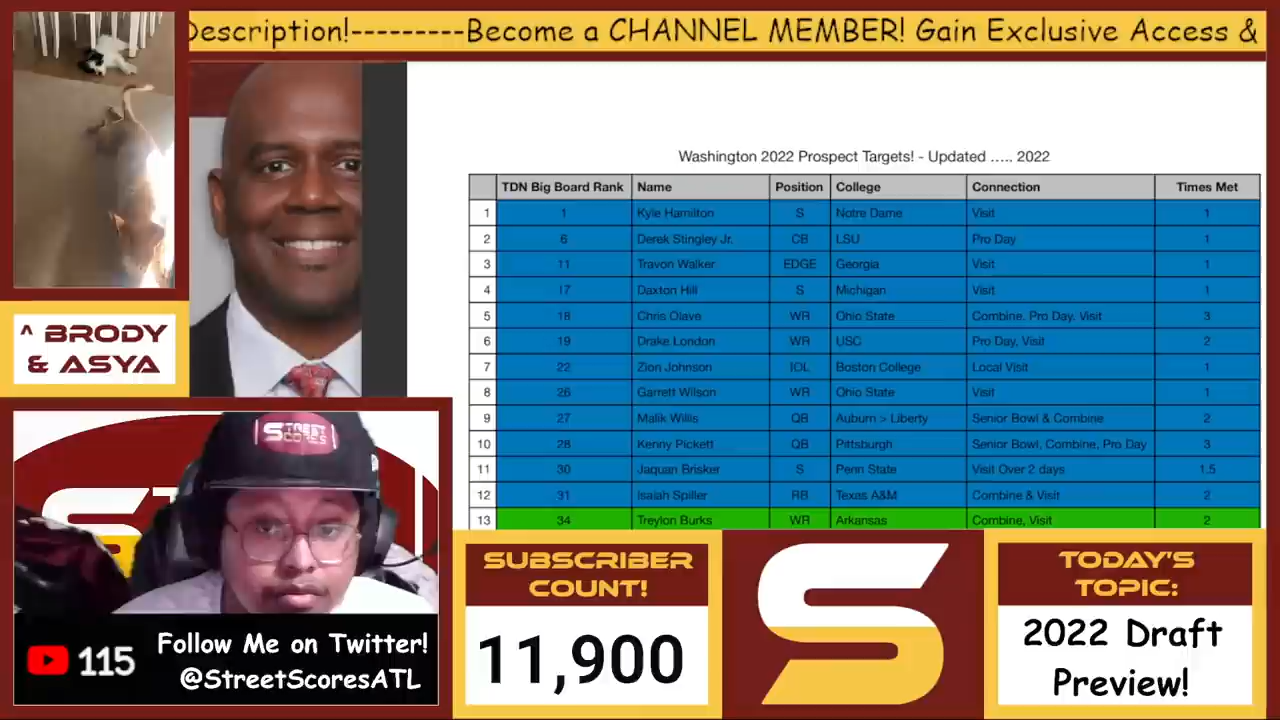 Description!---------Become a CHANNEL MEMBER! Gain Exclusive Access &
Washington 2022 Prospect Targets! - Updated ..... 2022
TDN Big Board Rank Name Position College Connection Times Met
1 1 Kyle Hamilton S Notre Dame Visit 1
2 6 Derek Stingley Jr. CB LSU Pro Day 1
3 11 Travon Walker EDGE Georgia Visit 1
4 17 Daxton Hill S Michigan Visit 1
5 18 Chris Olave WR Ohio State Combine, Pro Day, Visit 3
6 19 Drake London WR USC Pro Day, Visit 2
7 22 Zion Johnson IOL Boston College Local Visit 1
8 26 Garrett Wilson WR Ohio State Visit 1
9 27 Malik Willis QB Auburn > Liberty Senior Bowl & Combine 2
10 28 Kenny Pickett QB Pittsburgh Senior Bowl, Combine, Pro Day 3
11 30 Jaquan Brisker S Penn State Visit Over 2 days 1.5
12 31 Isaiah Spiller RB Texas A&M Combine & Visit 2
13 34 Treylon Burks WR Arkansas Combine, Visit 2
^ BRODY
& ASYA
STREET
SCORES
115
Follow Me on Twitter!
@StreetScoresATL
SUBSCRIBER
COUNT!
11,900
S
TODAY'S
TOPIC:
2022 Draft
Preview!